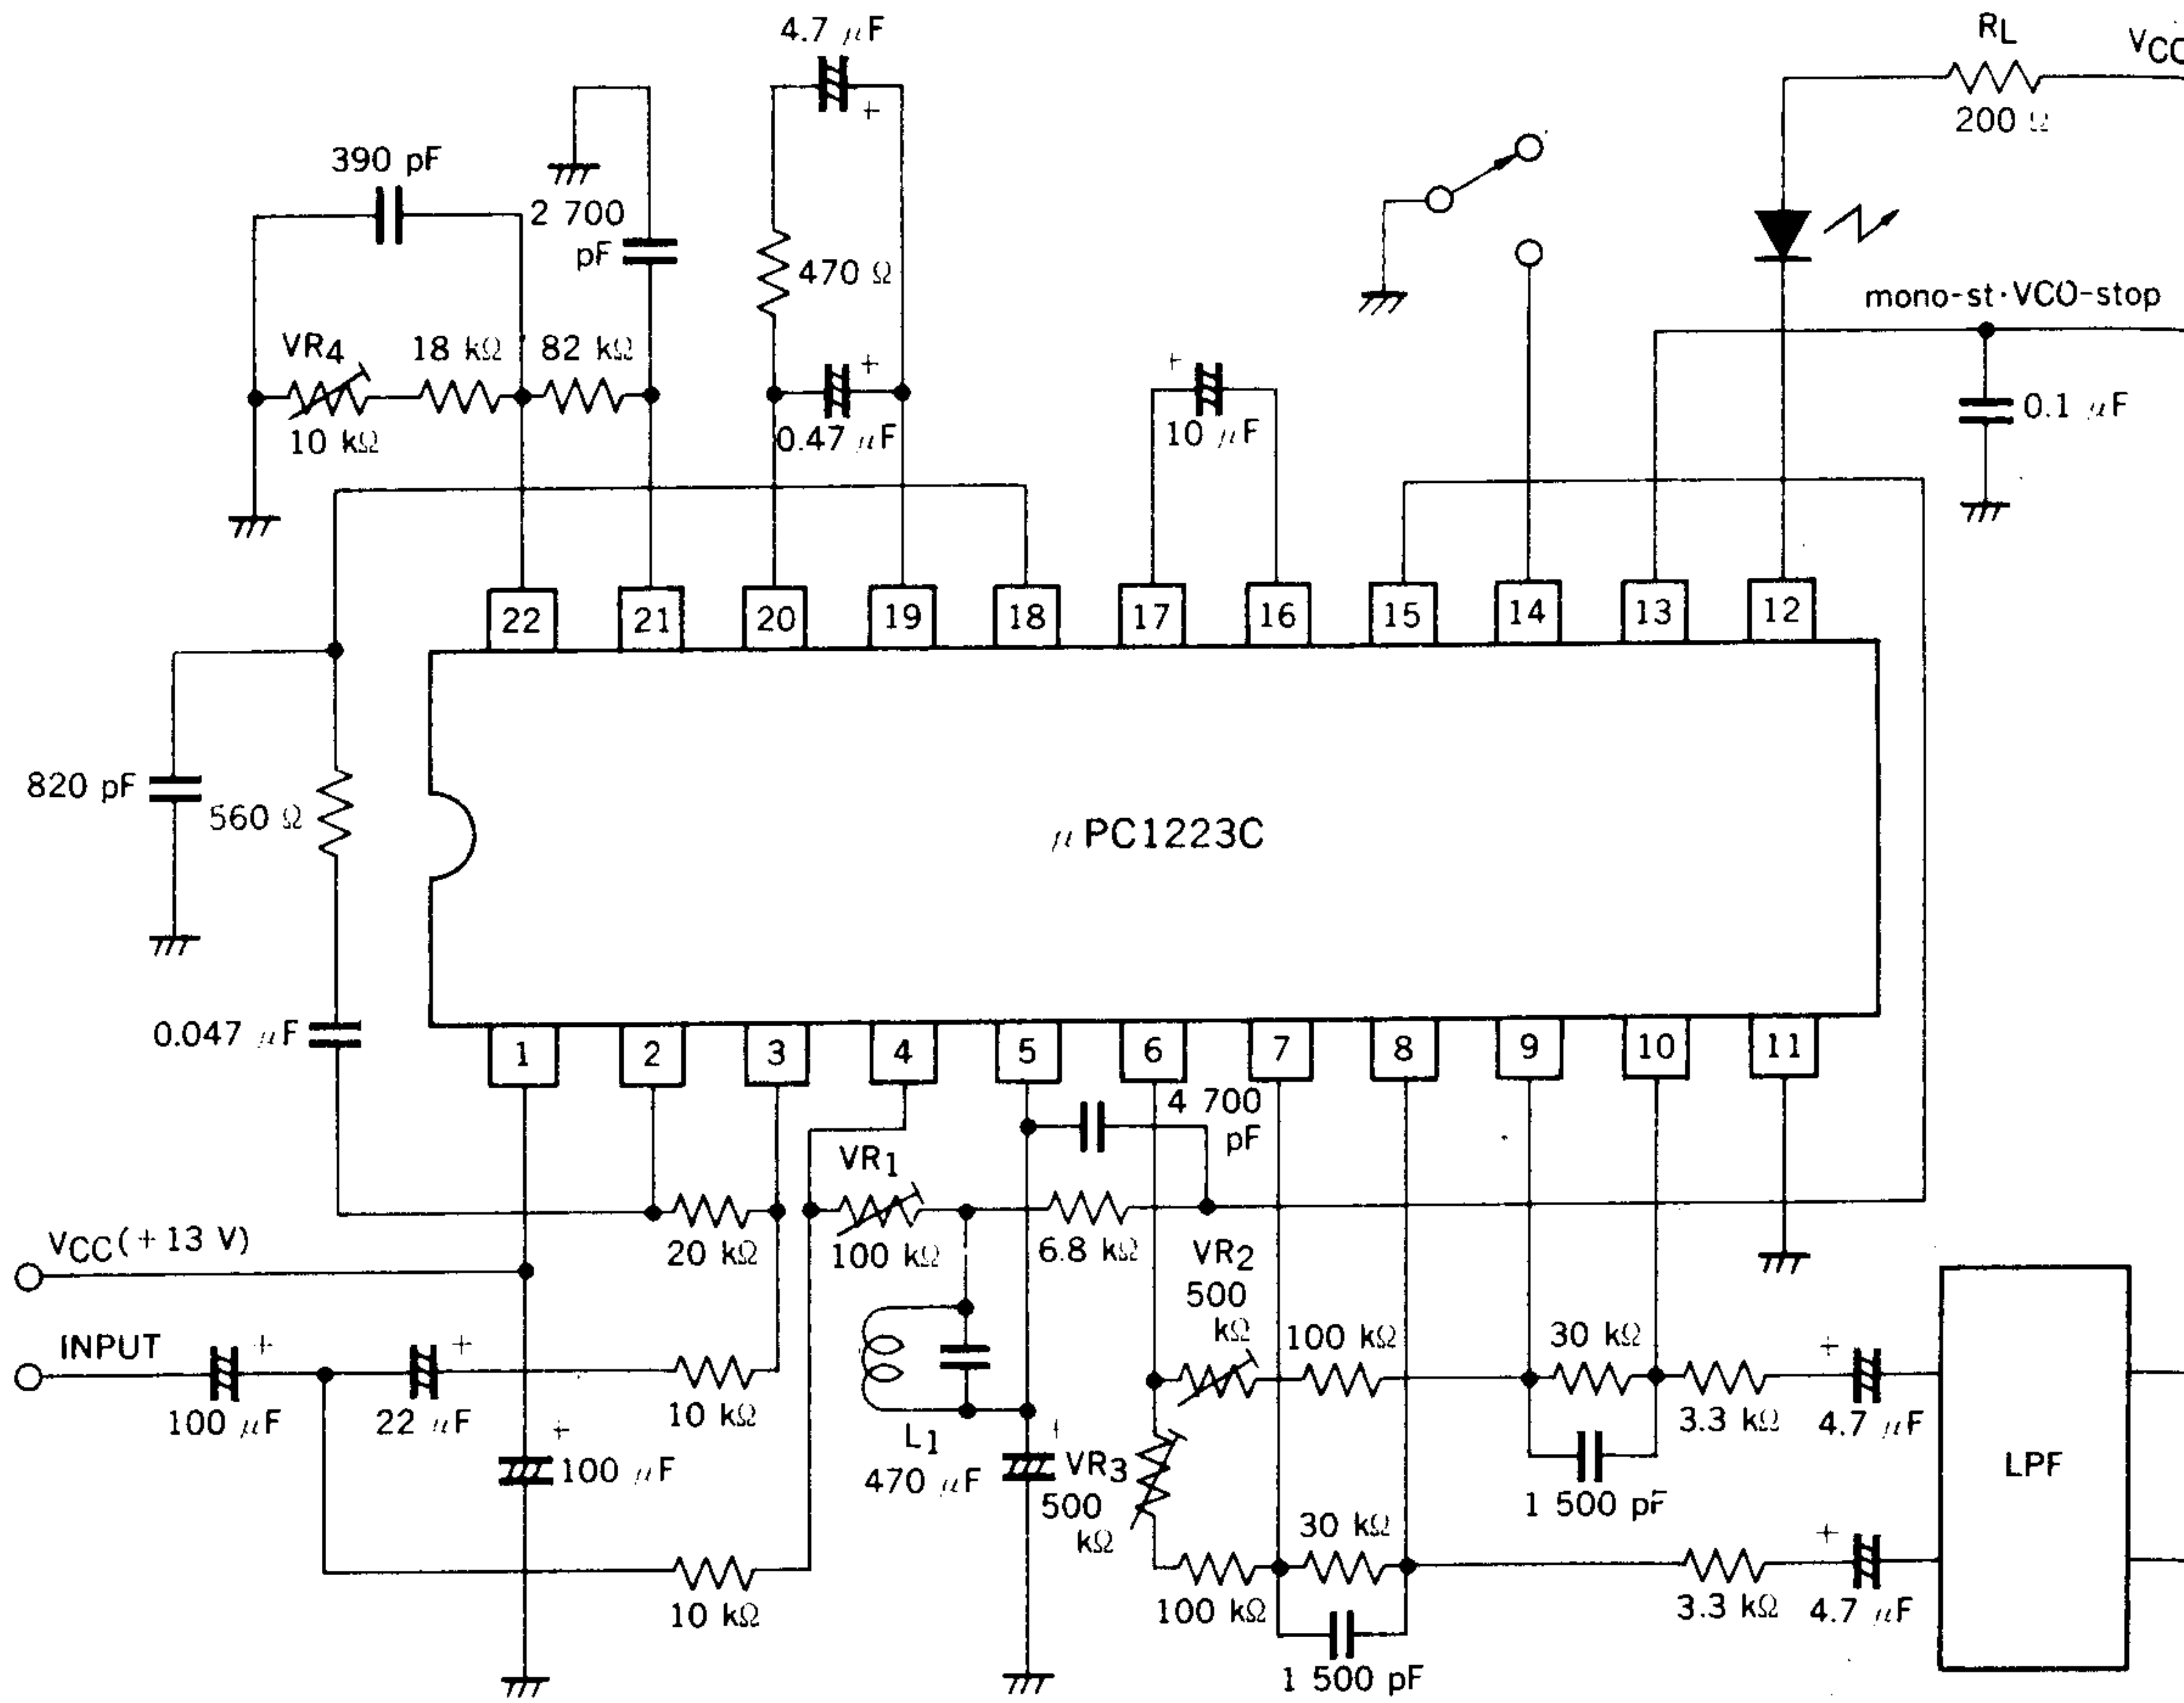 4.7 μF
RL
VCC
200 Ω
390 pF
2 700
pF
470 Ω
mono-st·VCO-stop
VR4
18 kΩ
82 kΩ
10 kΩ
+
+
0.47 μF
+
10 μF
0.1 μF
22
21
20
19
18
17
16
15
14
13
12
820 pF
560 Ω
μPC1223C
0.047 μF
1
2
3
4
5
6
7
8
9
10
11
4 700
pF
VR1
VCC(+13 V)
20 kΩ
100 kΩ
6.8 kΩ
VR2
500
kΩ
100 kΩ
30 kΩ
INPUT
+
+
+
100 μF
22 μF
10 kΩ
3.3 kΩ
4.7 μF
+
100 μF
L1
470 μF
+
VR3
500
kΩ
LPF
1 500 pF
30 kΩ
+
10 kΩ
100 kΩ
3.3 kΩ
4.7 μF
1 500 pF